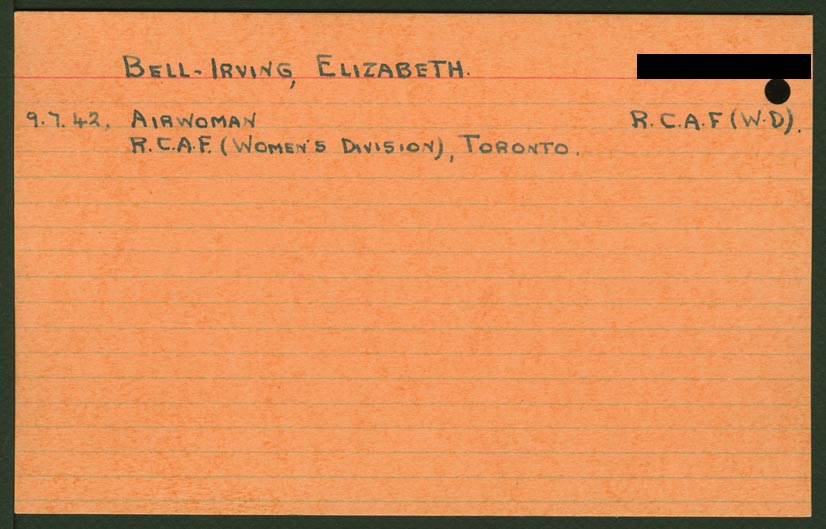 BELL-IRVING, ELIZABETH.
9.7.42. AIRWOMAN R.C.A.F (W.D).
R.C.A.F. (WOMEN'S DIVISION), TORONTO.